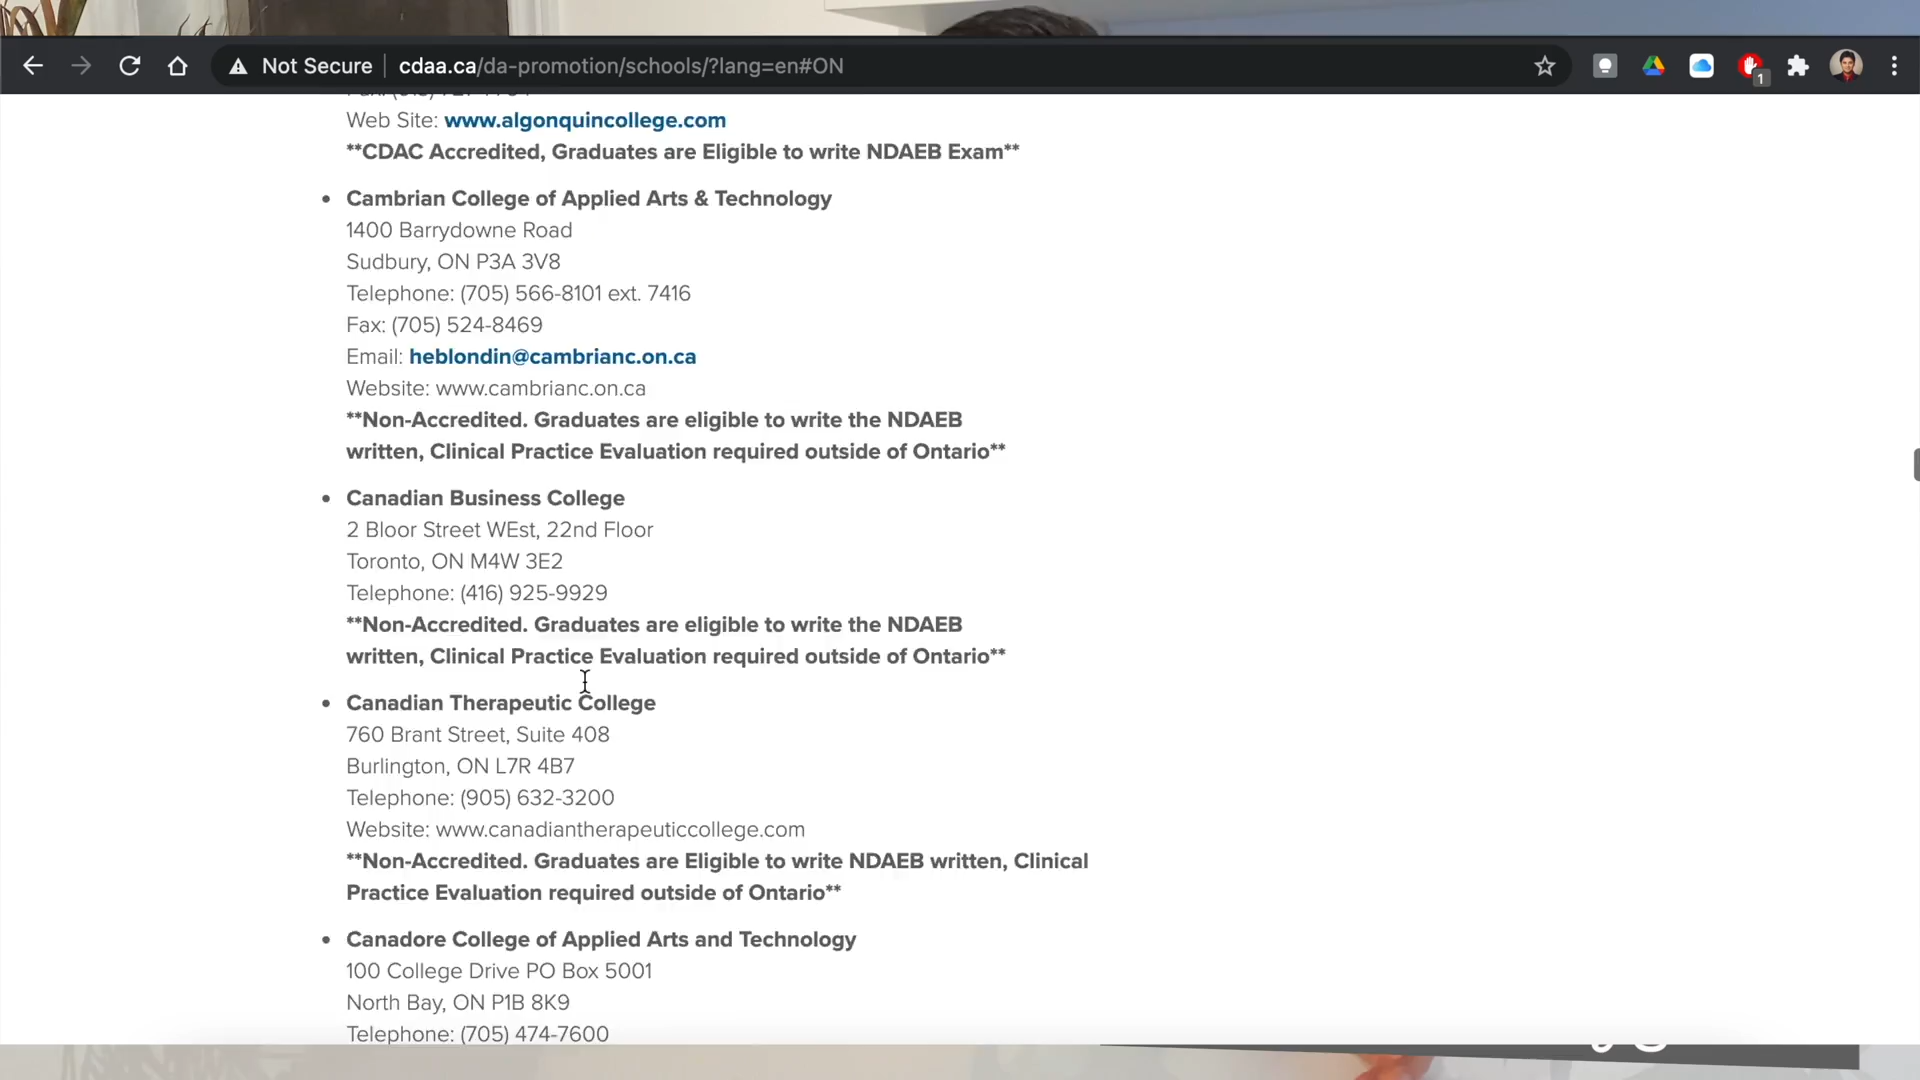 Not Secure
cdaa.ca/da-promotion/schools/?lang=en#ON
1
Web Site: www.algonquincollege.com
**CDAC Accredited, Graduates are Eligible to write NDAEB Exam**
• Cambrian College of Applied Arts & Technology
1400 Barrydowne Road
Sudbury, ON P3A 3V8
Telephone: (705) 566-8101 ext. 7416
Fax: (705) 524-8469
Email: heblondin@cambrianc.on.ca
Website: www.cambrianc.on.ca
**Non-Accredited. Graduates are eligible to write the NDAEB
written, Clinical Practice Evaluation required outside of Ontario**
• Canadian Business College
2 Bloor Street WEst, 22nd Floor
Toronto, ON M4W 3E2
Telephone: (416) 925-9929
**Non-Accredited. Graduates are eligible to write the NDAEB
written, Clinical Practice Evaluation required outside of Ontario**
• Canadian Therapeutic College
760 Brant Street, Suite 408
Burlington, ON L7R 4B7
Telephone: (905) 632-3200
Website: www.canadiantherapeuticcollege.com
**Non-Accredited. Graduates are Eligible to write NDAEB written, Clinical
Practice Evaluation required outside of Ontario**
• Canadore College of Applied Arts and Technology
100 College Drive PO Box 5001
North Bay, ON P1B 8K9
Telephone: (705) 474-7600